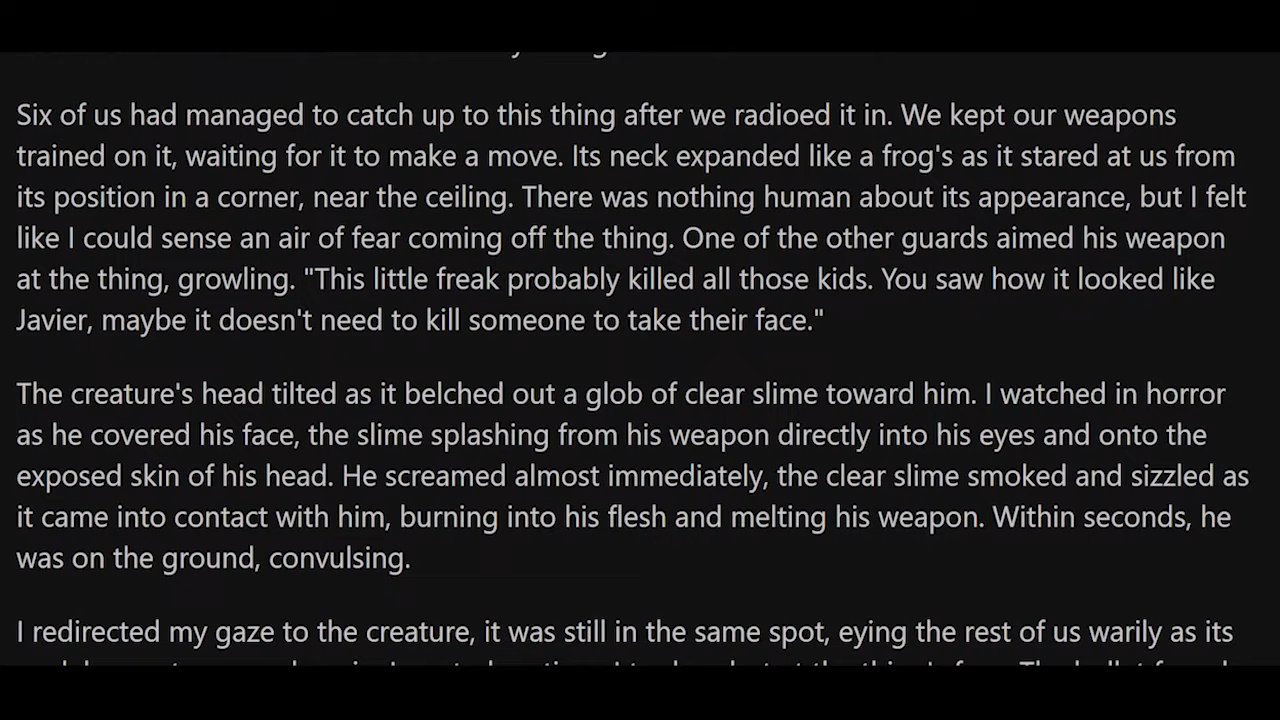 Six of us had managed to catch up to this thing after we radioed it in. We kept our weapons
trained on it, waiting for it to make a move. Its neck expanded like a frog's as it stared at us from
its position in a corner, near the ceiling. There was nothing human about its appearance, but I felt
like I could sense an air of fear coming off the thing. One of the other guards aimed his weapon
at the thing, growling. "This little freak probably killed all those kids. You saw how it looked like
Javier, maybe it doesn't need to kill someone to take their face."
The creature's head tilted as it belched out a glob of clear slime toward him. I watched in horror
as he covered his face, the slime splashing from his weapon directly into his eyes and onto the
exposed skin of his head. He screamed almost immediately, the clear slime smoked and sizzled as
it came into contact with him, burning into his flesh and melting his weapon. Within seconds, he
was on the ground, convulsing.
I redirected my gaze to the creature, it was still in the same spot, eying the rest of us warily as its